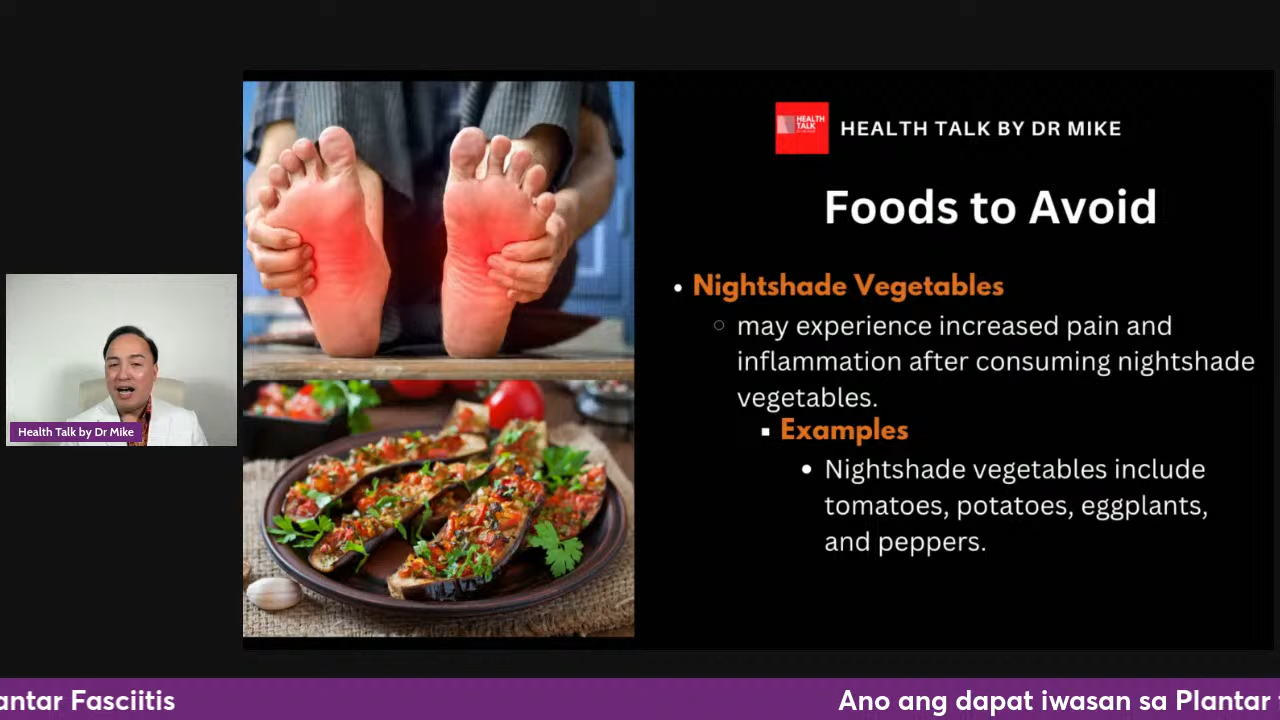 HEALTH
TALK
HEALTH TALK BY DR MIKE
Foods to Avoid
Nightshade Vegetables
may experience increased pain and
inflammation after consuming nightshade
vegetables.
Examples
Nightshade vegetables include
tomatoes, potatoes, eggplants,
and peppers.
Health Talk by Dr Mike
antar Fasciitis
Ano ang dapat iwasan sa Plantar